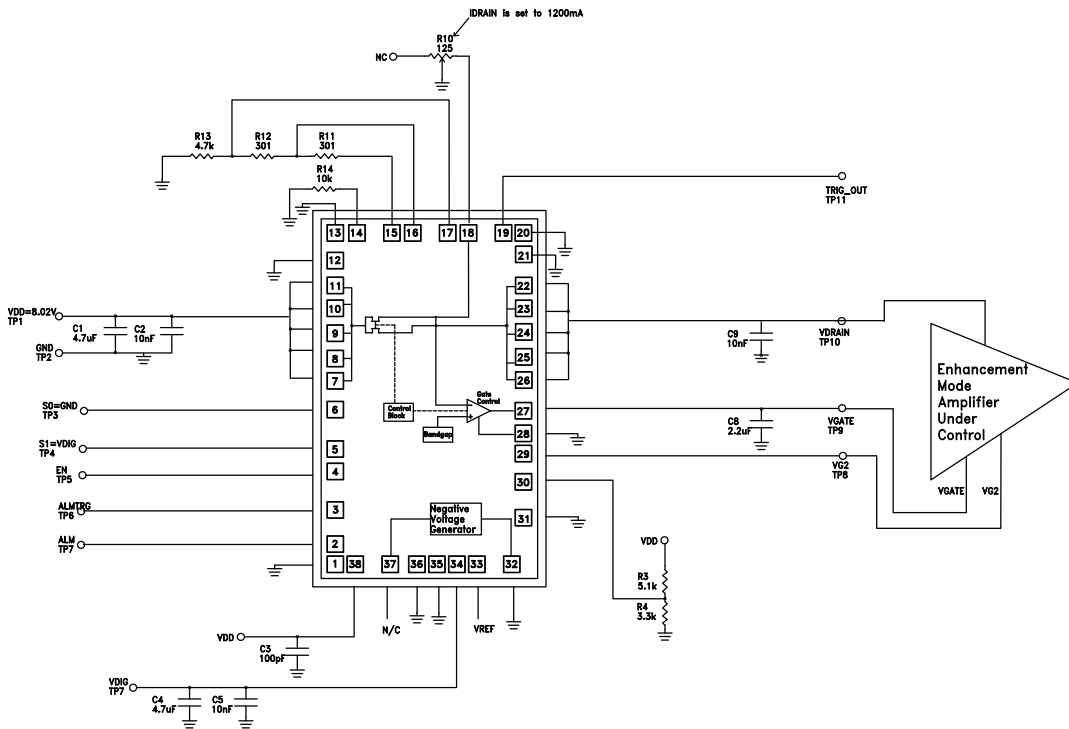 IDRAIN is set to 1200mA
R10
125
NC
R13
4.7k
R12
301
R11
301
R14
10k
TRIG_OUT
TP11
13
14
15
16
17
18
19
20
21
12
11
10
9
8
7
22
23
24
25
26
VDD=8.02V
TP1
C1
4.7uF
C2
10nF
GND
TP2
C9
10nF
VDRAIN
TP10
Enhancement
Mode
Amplifier
Under
Control
S0=GND
TP3
6
Control
Block
Gate
Control
Bandgap
27
28
C8
2.2uF
VGATE
TP9
S1=VDIG
TP4
5
29
VG2
TP8
EN
TP5
4
30
VGATE
VG2
ALMTRG
TP6
3
Negative
Voltage
Generator
31
ALM
TP7
2
1
38
37
36
35
34
33
32
VDD
R3
5.1k
R4
3.3k
N/C
VREF
VDD
C3
100pF
VDIG
TP7
C4
4.7uF
C5
10nF